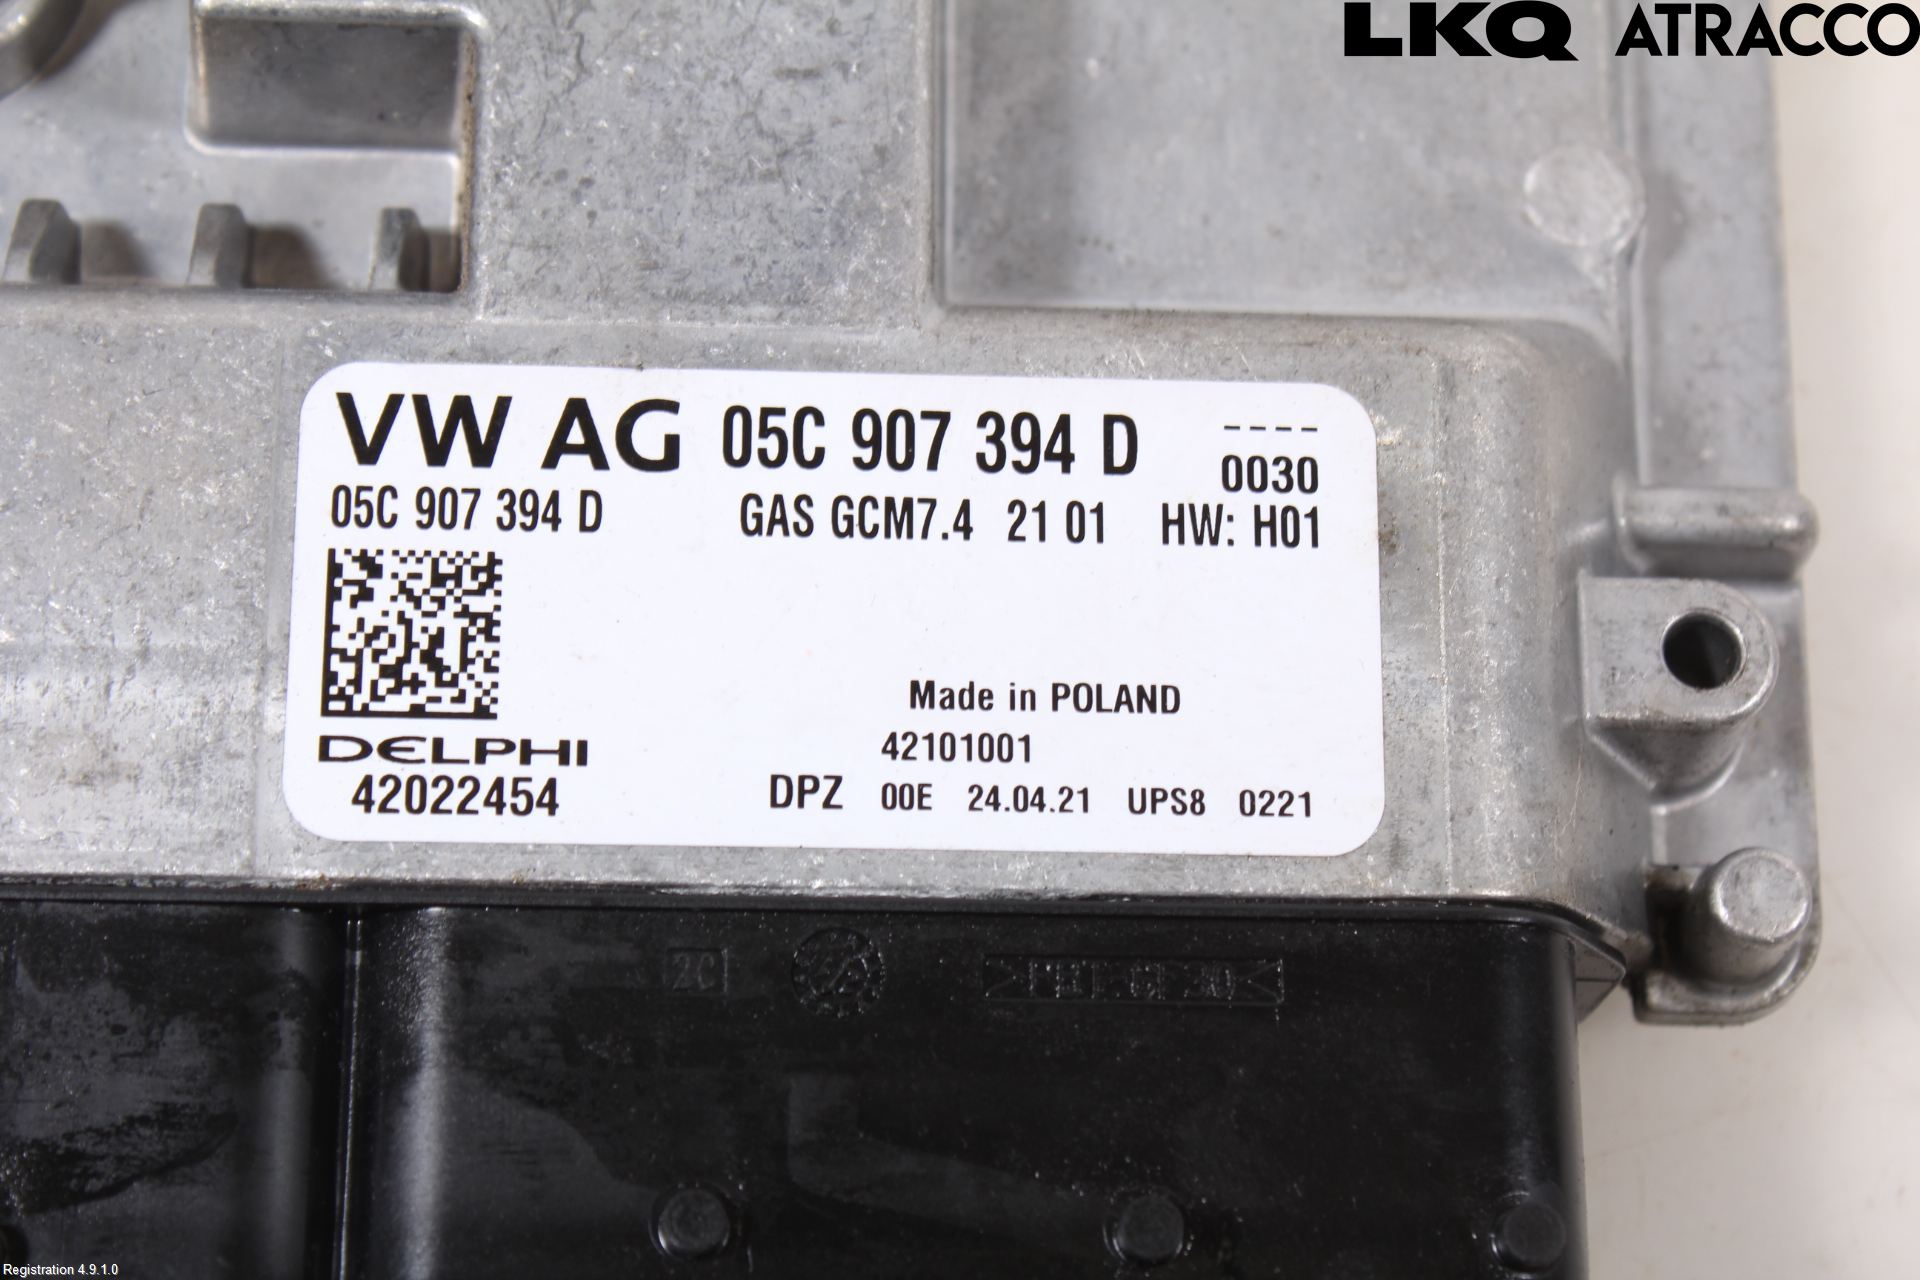 LKQ ATRACCO
VW AG 05C 907 394 D ----
0030
05C 907 394 D GAS GCM7.4 21 01 HW: H01
Made in POLAND
DELPHI 42101001
42022454 DPZ 00E 24.04.21 UPS8 0221
2C
Registration 4.9.1.0